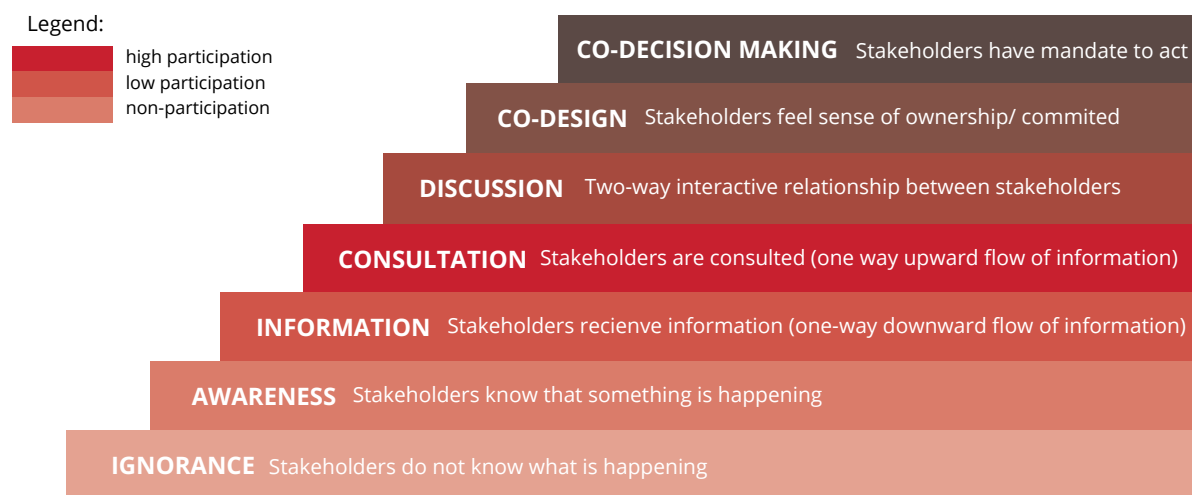 Legend:
high participation
low participation
non-participation
CO-DECISION MAKING Stakeholders have mandate to act
CO-DESIGN Stakeholders feel sense of ownership/ commited
DISCUSSION Two-way interactive relationship between stakeholders
CONSULTATION Stakeholders are consulted (one way upward flow of information)
INFORMATION Stakeholders recienve information (one-way downward flow of information)
AWARENESS Stakeholders know that something is happening
IGNORANCE Stakeholders do not know what is happening